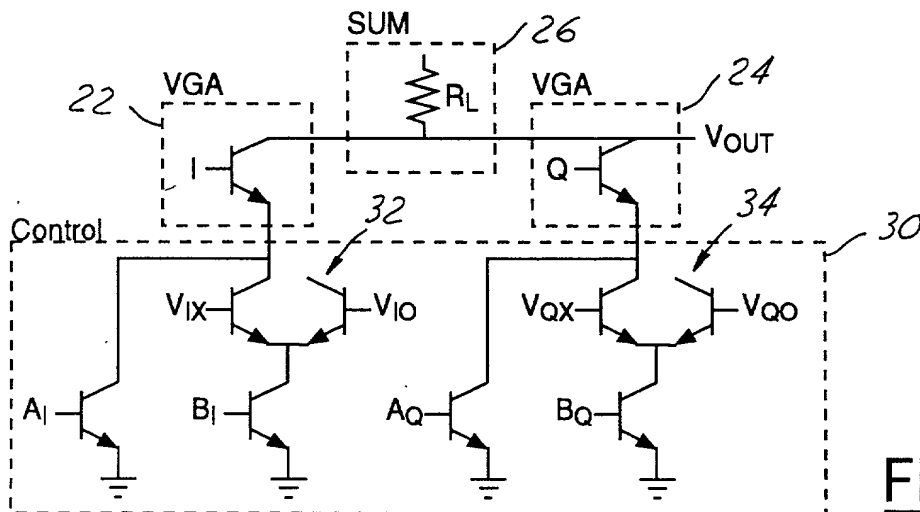 SUM
26
VGA
22
R_L
VGA
24
V_OUT
I
Q
Control
32
34
30
V_IX
V_IO
V_QX
V_QO
A_I
B_I
A_Q
B_Q